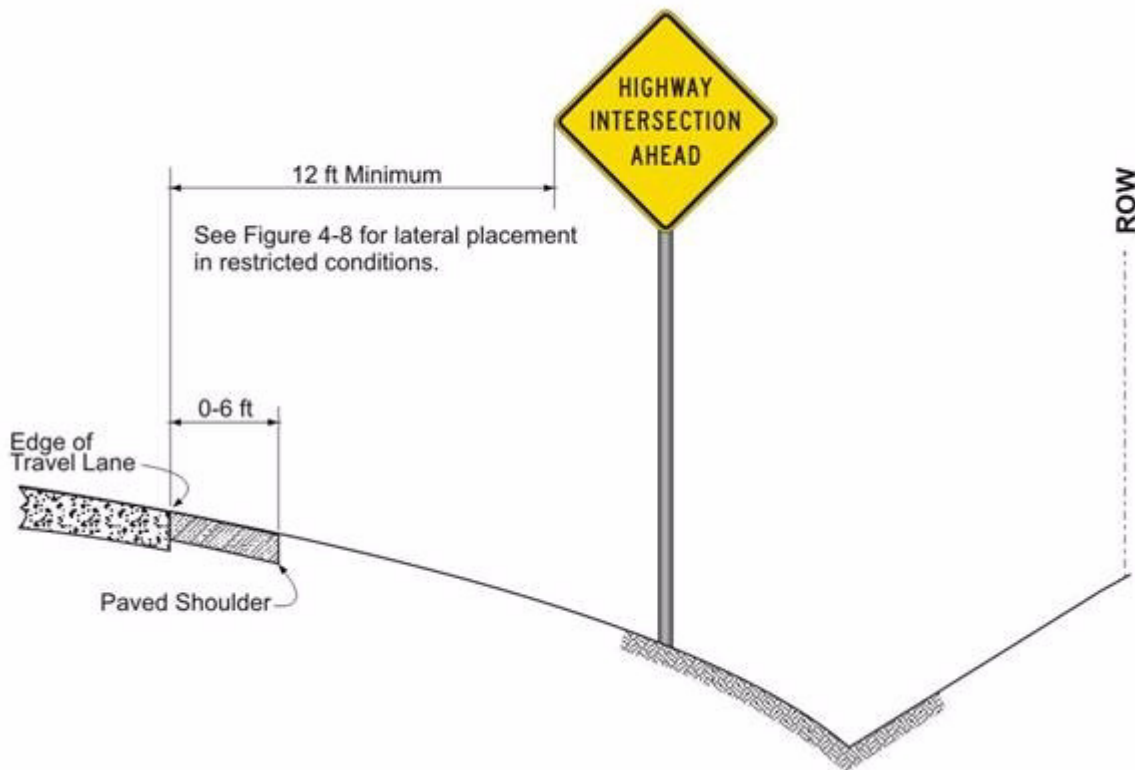 HIGHWAY
INTERSECTION
AHEAD
12 ft Minimum
See Figure 4-8 for lateral placement
in restricted conditions.
ROW
0-6 ft
Edge of
Travel Lane
Paved Shoulder